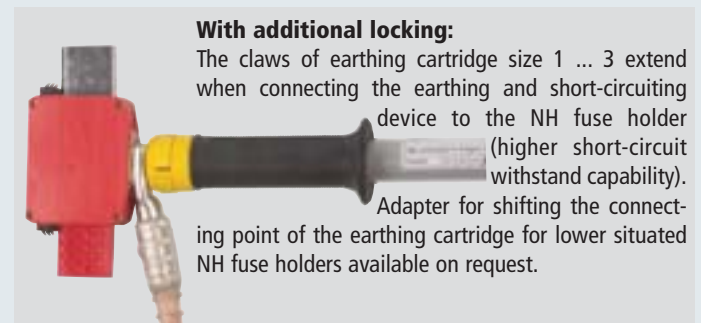 With additional locking:
The claws of earthing cartridge size 1 ... 3 extend
when connecting the earthing and short-circuiting
device to the NH fuse holder
(higher short-circuit
withstand capability).
Adapter for shifting the connect-
ing point of the earthing cartridge for lower situated
NH fuse holders available on request.